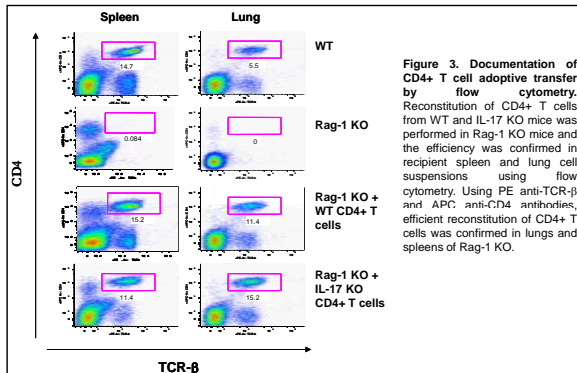 Spleen Lung
WT
14.7 5.5
Rag-1 KO
0.084 0
Rag-1 KO +
WT CD4+ T
cells
15.2 11.4
Rag-1 KO +
IL-17 KO
CD4+ T cells
11.4 15.2
CD4
TCR-β
Figure 3. Documentation of
CD4+ T cell adoptive transfer
by flow cytometry.
Reconstitution of CD4+ T cells
from WT and IL-17 KO mice was
performed in Rag-1 KO mice and
the efficiency was confirmed in
recipient spleen and lung cell
suspensions using flow
cytometry. Using PE anti-TCR-β
and APC anti-CD4 antibodies,
efficient reconstitution of CD4+ T
cells was confirmed in lungs and
spleens of Rag-1 KO.